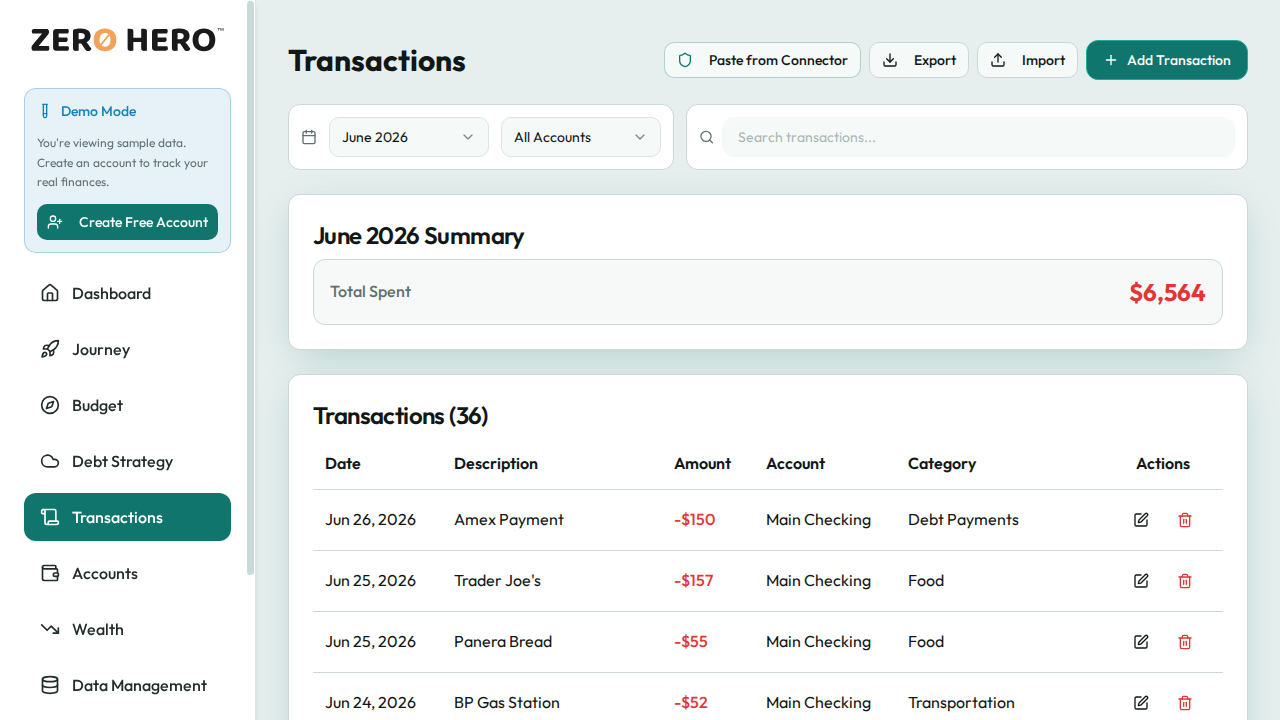 ZERO HERO™
Demo Mode
You're viewing sample data.
Create an account to track your
real finances.
Create Free Account
Dashboard
Journey
Budget
Debt Strategy
Transactions
Accounts
Wealth
Data Management
Transactions
Paste from Connector
Export
Import
Add Transaction
June 2026
All Accounts
Search transactions...
June 2026 Summary
Total Spent
$6,564
Transactions (36)
Date Description Amount Account Category Actions
Jun 26, 2026 Amex Payment -$150 Main Checking Debt Payments
Jun 25, 2026 Trader Joe's -$157 Main Checking Food
Jun 25, 2026 Panera Bread -$55 Main Checking Food
Jun 24, 2026 BP Gas Station -$52 Main Checking Transportation